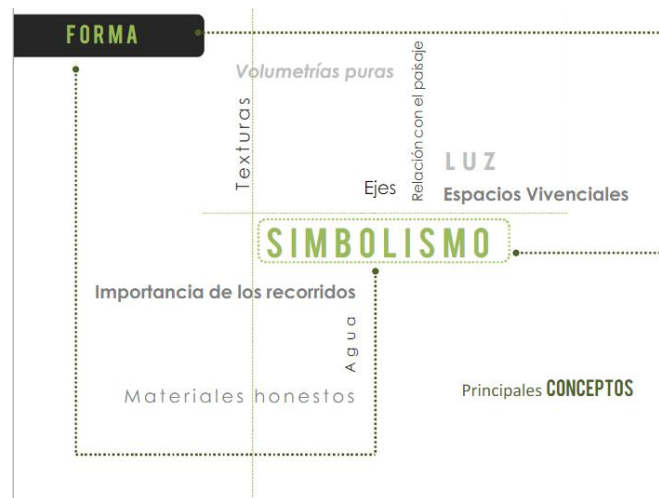 FORMA
Volumetrías puras
Texturas
Relación con el paisaje
LUZ
Ejes
Espacios Vivenciales
SIMBOLISMO
Importancia de los recorridos
Agua
Materiales honestos
Principales CONCEPTOS